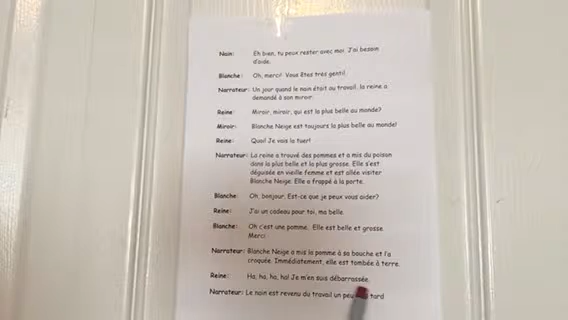 Nain: Eh bien, tu peux rester avec moi. J'ai besoin
d'aide.
Blanche: Oh, merci! Vous êtes très gentil.
Narrateur: Un jour quand le nain était au travail, la reine a
demandé à son miroir:
Reine: Miroir, miroir, qui est la plus belle au monde?
Miroir: Blanche Neige est toujours la plus belle au monde!
Reine: Quoi! Je vais la tuer!
Narrateur: La reine a trouvé des pommes et a mis du poison
dans la plus belle et la plus grosse. Elle s'est
déguisée en vieille femme et est allée visiter
Blanche Neige. Elle a frappé à la porte.
Blanche: Oh, bonjour. Est-ce que je peux vous aider?
Reine: J'ai un cadeau pour toi, ma belle.
Blanche: Oh c'est une pomme. Elle est belle et grosse.
Merci.
Narrateur: Blanche Neige a mis la pomme à sa bouche et l'a
croquée. Immédiatement, elle est tombée à terre.
Reine: Ha, ha, ha, ha! Je m'en suis débarrassée.
Narrateur: Le nain est revenu du travail un tard